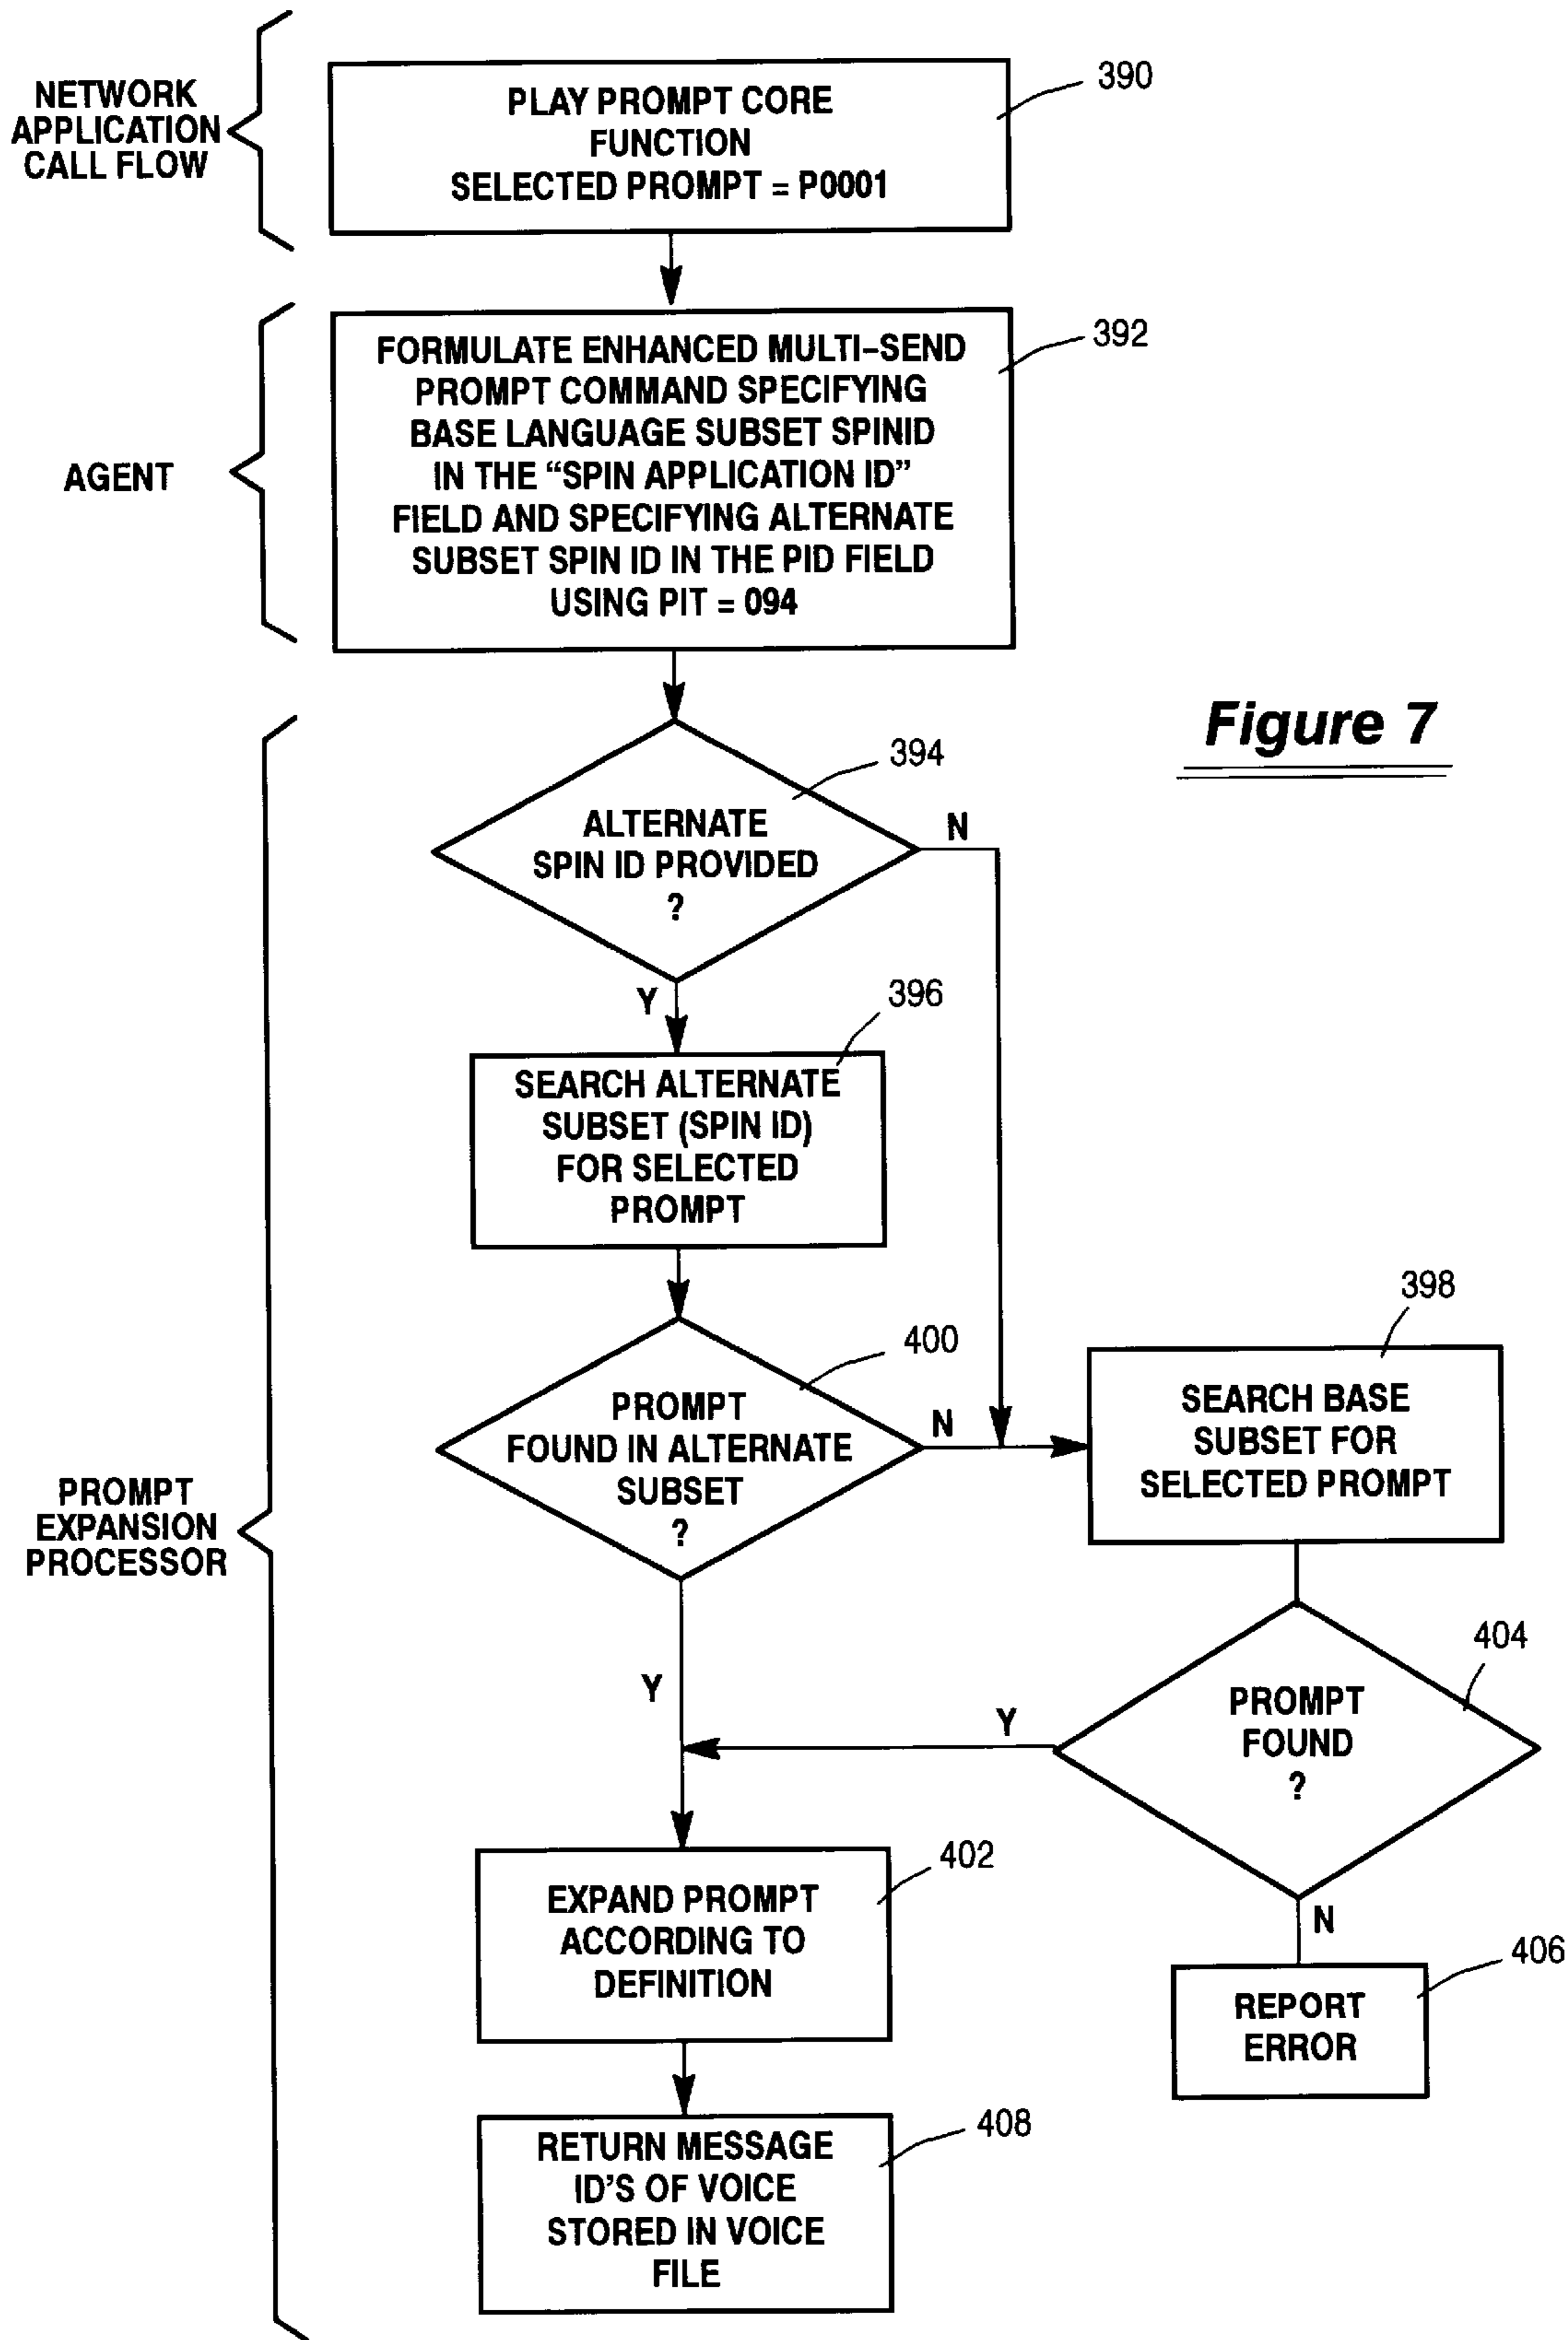 NETWORK
APPLICATION
CALL FLOW
390
PLAY PROMPT CORE
FUNCTION
SELECTED PROMPT = P0001
AGENT
392
FORMULATE ENHANCED MULTI-SEND
PROMPT COMMAND SPECIFYING
BASE LANGUAGE SUBSET SPINID
IN THE “SPIN APPLICATION ID”
FIELD AND SPECIFYING ALTERNATE
SUBSET SPIN ID IN THE PID FIELD
USING PIT = 094
Figure 7
394
ALTERNATE
SPIN ID PROVIDED
?
N
Y
396
SEARCH ALTERNATE
SUBSET (SPIN ID)
FOR SELECTED
PROMPT
398
SEARCH BASE
SUBSET FOR
SELECTED PROMPT
400
PROMPT
FOUND IN ALTERNATE
SUBSET
?
N
Y
PROMPT
EXPANSION
PROCESSOR
404
PROMPT
FOUND
?
Y
N
402
EXPAND PROMPT
ACCORDING TO
DEFINITION
406
REPORT
ERROR
408
RETURN MESSAGE
ID’S OF VOICE
STORED IN VOICE
FILE